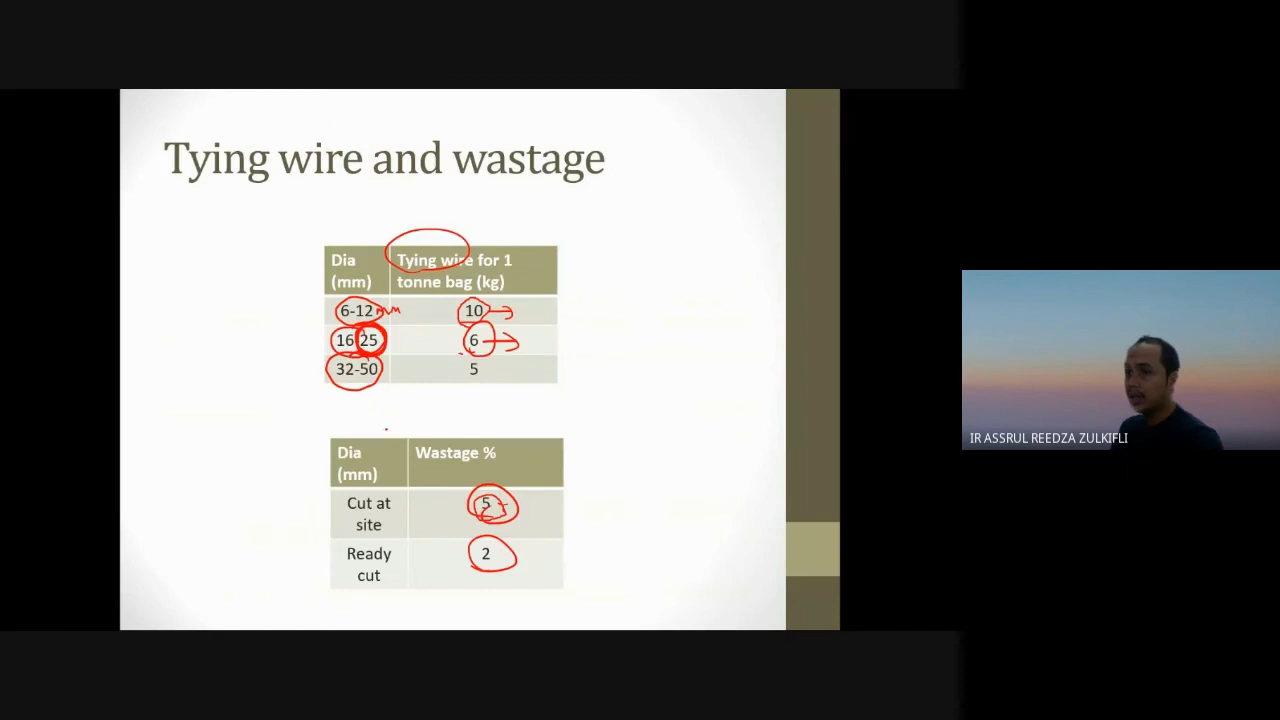 Tying wire and wastage
Dia Tying wire for 1
(mm) tonne bag (kg)
6-12 mm 10
16-25 6
32-50 5
Dia Wastage %
(mm)
Cut at 5
site
Ready 2
cut
IR ASSRUL REEDZA ZULKIFLI